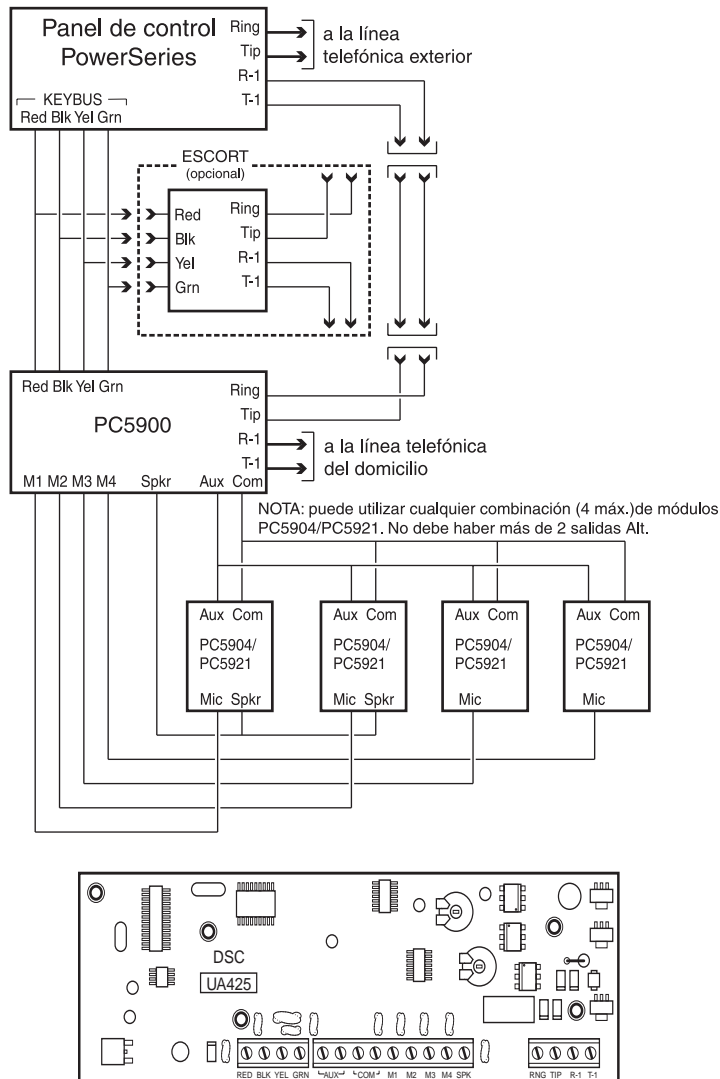 Panel de control
PowerSeries
Ring
Tip
R-1
T-1
a la línea
telefónica exterior
KEYBUS
Red Blk Yel Grn
ESCORT
(opcional)
Red
Blk
Yel
Grn
Ring
Tip
R-1
T-1
Red Blk Yel Grn
PC5900
Ring
Tip
R-1
T-1
a la línea telefónica
del domicilio
M1 M2 M3 M4 Spkr Aux Com
NOTA: puede utilizar cualquier combinación (4 máx.)de módulos
PC5904/PC5921. No debe haber más de 2 salidas Alt.
Aux Com
PC5904/
PC5921
Mic Spkr
Aux Com
PC5904/
PC5921
Mic Spkr
Aux Com
PC5904/
PC5921
Mic
Aux Com
PC5904/
PC5921
Mic
DSC
UA425
RED BLK YEL GRN AUX COM M1 M2 M3 M4 SPK RNG TIP R-1 T-1